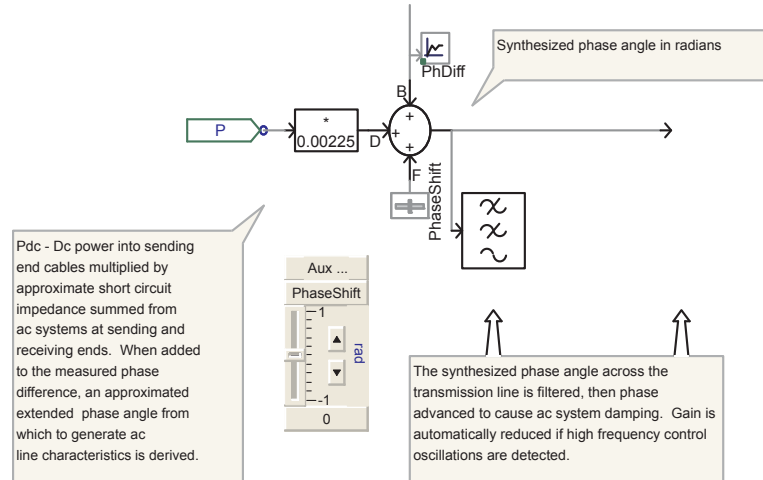 Synthesized phase angle in radians
PhDiff
B
+
P
*
0.00225
D
+
+
F
PhaseShift
Pdc - Dc power into sending
end cables multiplied by
approximate short circuit
impedance summed from
ac systems at sending and
receiving ends. When added
to the measured phase
difference, an approximated
extended phase angle from
which to generate ac
line characteristics is derived.
Aux ...
PhaseShift
1
rad
-1
0
The synthesized phase angle across the
transmission line is filtered, then phase
advanced to cause ac system damping. Gain is
automatically reduced if high frequency control
oscillations are detected.